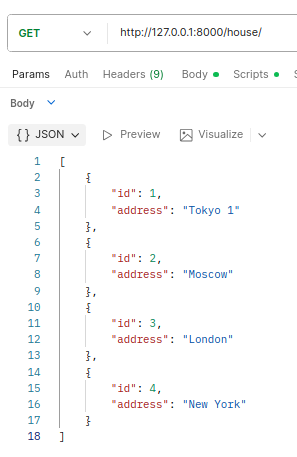 GET http://127.0.0.1:8000/house/
Params Auth Headers (9) Body Scripts
Body
{} JSON Preview Visualize
1 [
2 {
3 "id": 1,
4 "address": "Tokyo 1"
5 },
6 {
7 "id": 2,
8 "address": "Moscow"
9 },
10 {
11 "id": 3,
12 "address": "London"
13 },
14 {
15 "id": 4,
16 "address": "New York"
17 }
18 ]